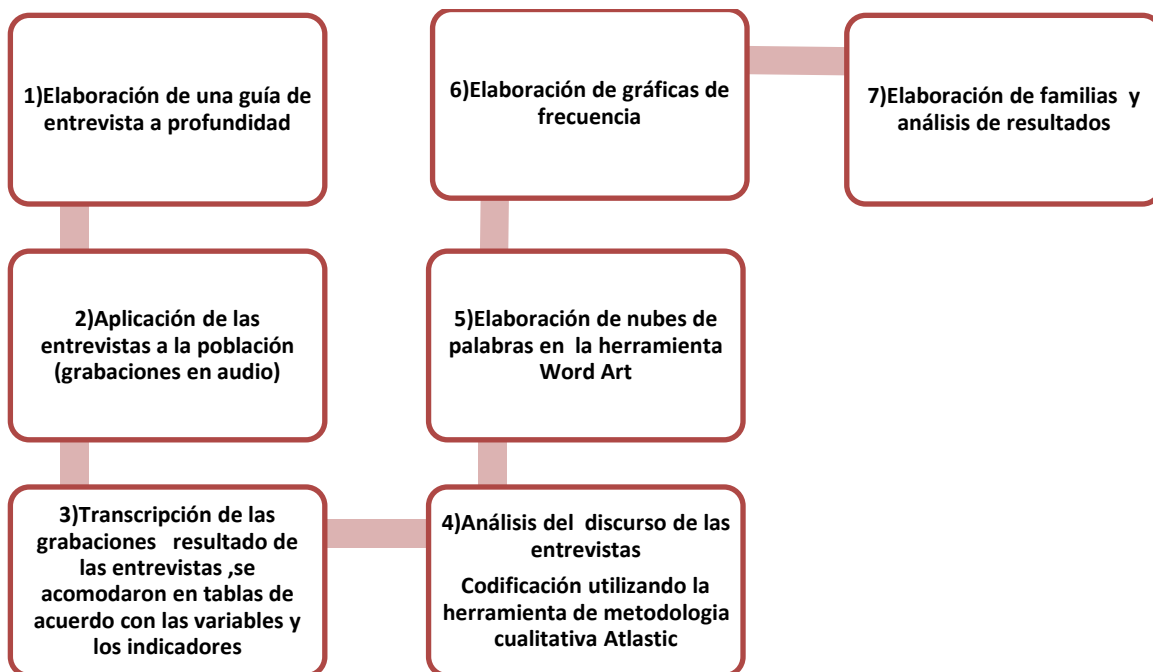 1)Elaboración de una guía de
entrevista a profundidad
2)Aplicación de las
entrevistas a la población
(grabaciones en audio)
3)Transcripción de las
grabaciones resultado de
las entrevistas ,se
acomodaron en tablas de
acuerdo con las variables y
los indicadores
4)Análisis del discurso de las
entrevistas
Codificación utilizando la
herramienta de metodologia
cualitativa Atlastic
5)Elaboración de nubes de
palabras en la herramienta
Word Art
6)Elaboración de gráficas de
frecuencia
7)Elaboración de familias y
análisis de resultados